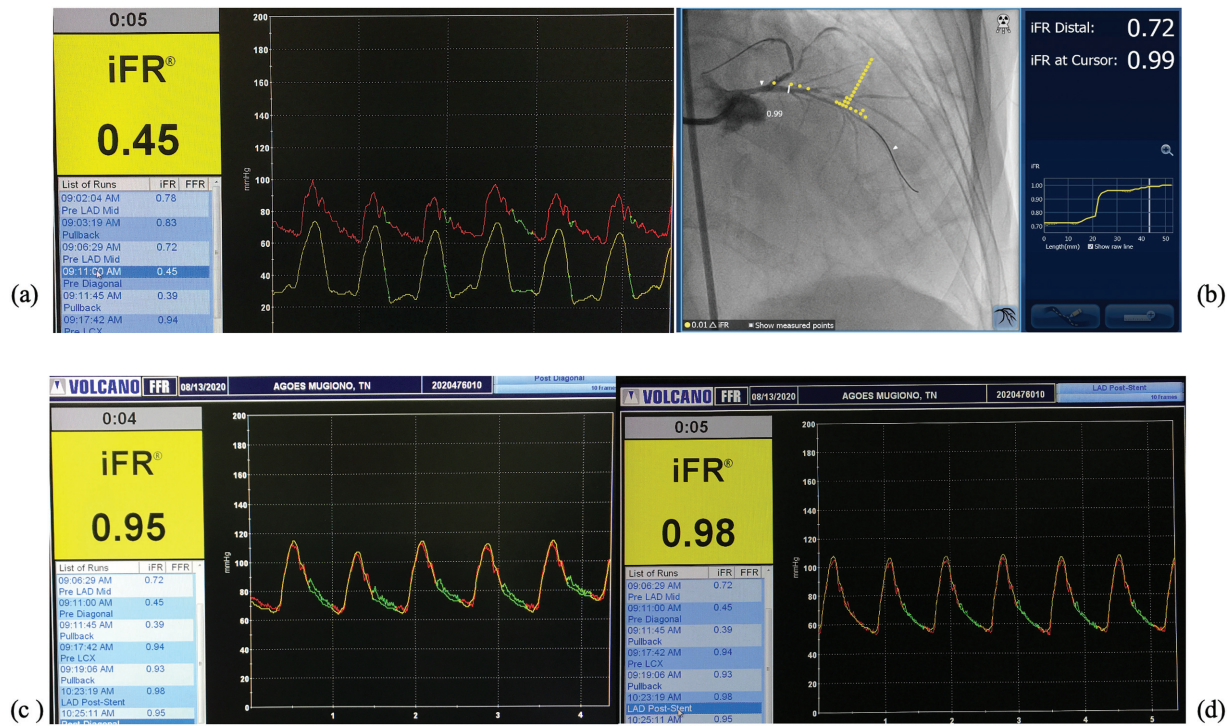 (a)
0:05
iFR®
0.45
List of Runs iFR FFR
09:02:04 AM 0.78
Pre LAD Mid
09:03:19 AM 0.83
Pullback
09:06:29 AM 0.72
Pre LAD Mid
09:11:00 AM 0.45
Pre Diagonal
09:11:45 AM 0.39
Pullback
09:17:42 AM 0.94
Pre LCX
mmHg
200
180
160
140
120
100
80
60
40
20
(b)
0.99
0.01 Δ iFR Show measured points
iFR Distal: 0.72
iFR at Cursor: 0.99
iFR
1.00
0.90
0.80
0.70
0 10 20 30 40 50
Length(mm) Show raw line
(c )
VOLCANO FFR 08/13/2020 AGOES MUGIONO, TN 2020476010 Post Diagonal
10 Frames
0:04
iFR®
0.95
List of Runs iFR FFR
09:06:29 AM 0.72
Pre LAD Mid
09:11:00 AM 0.45
Pre Diagonal
09:11:45 AM 0.39
Pullback
09:17:42 AM 0.94
Pre LCX
09:19:06 AM 0.93
Pullback
10:23:19 AM 0.98
LAD Post-Stent
10:25:11 AM 0.95
Post Diagonal
mmHg
200
180
160
140
120
100
80
60
40
20
0
1 2 3 4
(d)
VOLCANO FFR 08/13/2020 AGOES MUGIONO, TN 2020476010 LAD Post-Stent
10 Frames
0:05
iFR®
0.98
List of Runs iFR FFR
09:06:29 AM 0.72
Pre LAD Mid
09:11:00 AM 0.45
Pre Diagonal
09:11:45 AM 0.39
Pullback
09:17:42 AM 0.94
Pre LCX
09:19:06 AM 0.93
Pullback
10:23:19 AM 0.98
LAD Post-Stent
10:25:11 AM 0.95
mmHg
200
180
160
140
120
100
80
60
40
20
0
1 2 3 4 5